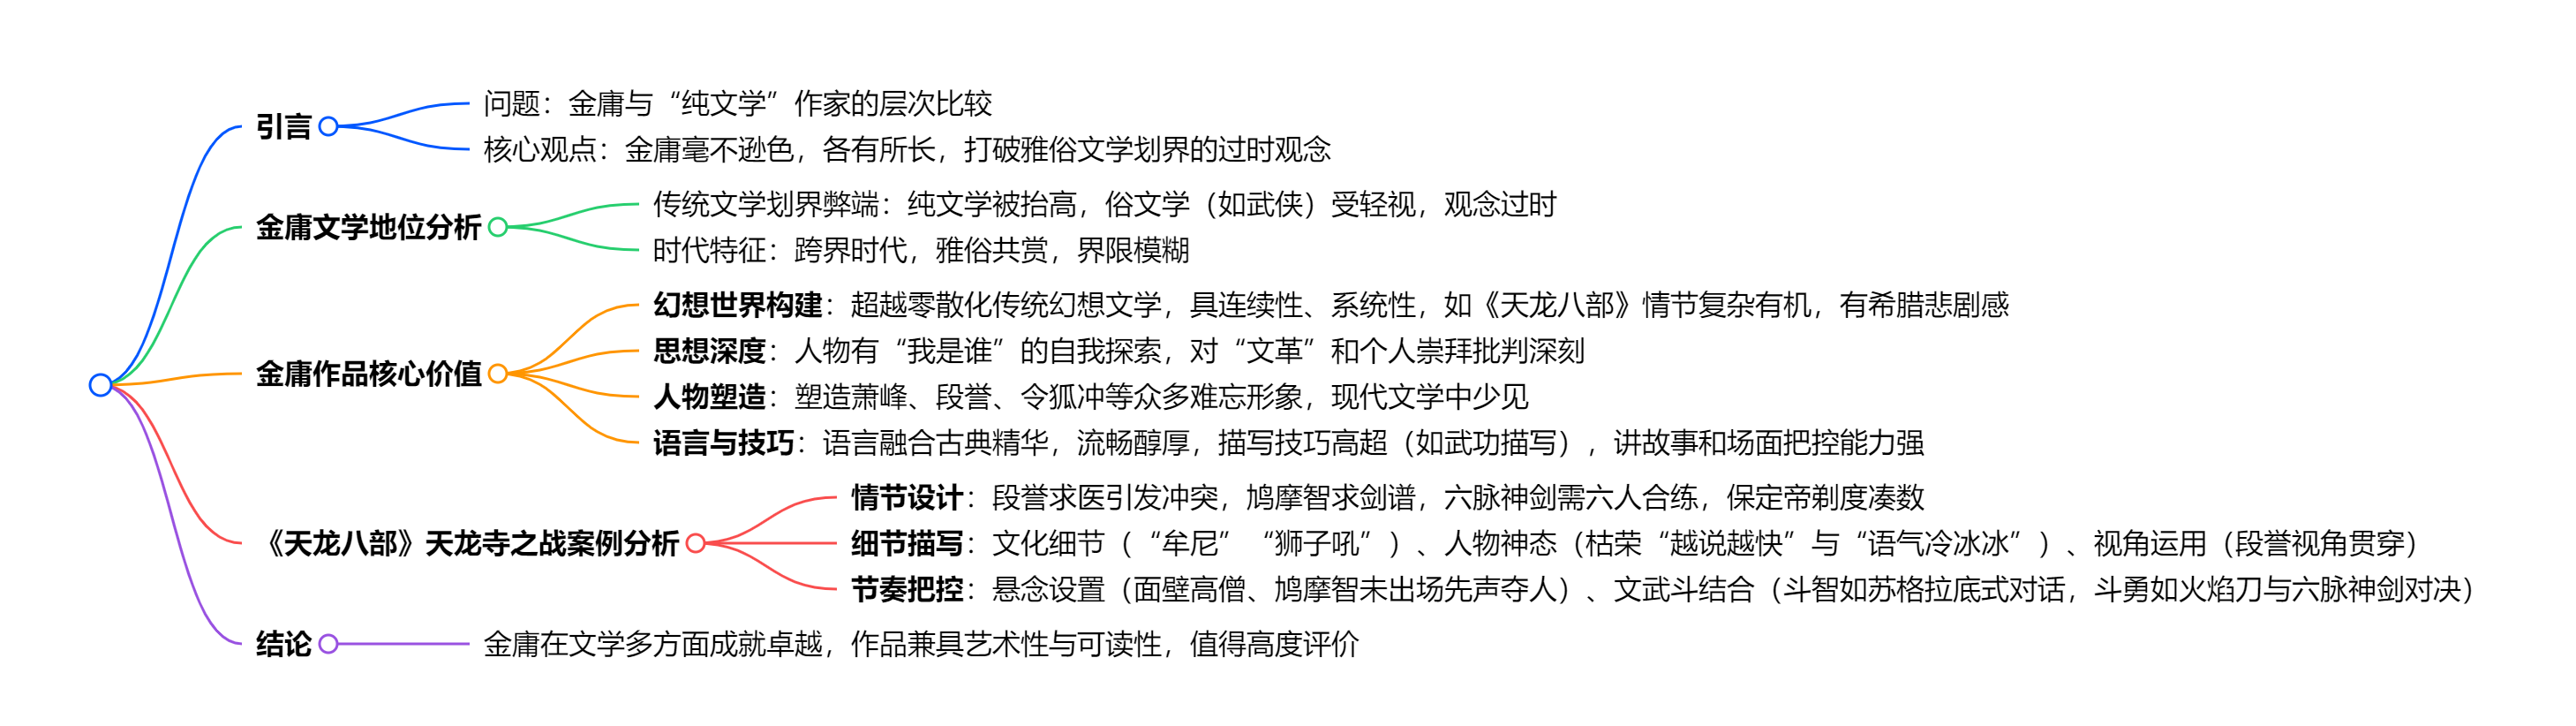 引言
问题：金庸与“纯文学”作家的层次比较
核心观点：金庸毫不逊色，各有所长，打破雅俗文学划界的过时观念
金庸文学地位分析
传统文学划界弊端：纯文学被抬高，俗文学（如武侠）受轻视，观念过时
时代特征：跨界时代，雅俗共赏，界限模糊
金庸作品核心价值
幻想世界构建：超越零散化传统幻想文学，具连续性、系统性，如《天龙八部》情节复杂有机，有希腊悲剧感
思想深度：人物有“我是谁”的自我探索，对“文革”和个人崇拜批判深刻
人物塑造：塑造萧峰、段誉、令狐冲等众多难忘形象，现代文学中少见
语言与技巧：语言融合古典精华，流畅醇厚，描写技巧高超（如武功描写），讲故事和场面把控能力强
《天龙八部》天龙寺之战案例分析
情节设计：段誉求医引发冲突，鸠摩智求剑谱，六脉神剑需六人合练，保定帝剃度凑数
细节描写：文化细节（“牟尼”“狮子吼”）、人物神态（枯荣“越说越快”与“语气冷冰冰”）、视角运用（段誉视角贯穿）
节奏把控：悬念设置（面壁高僧、鸠摩智未出场先声夺人）、文武斗结合（斗智如苏格拉底式对话，斗勇如火焰刀与六脉神剑对决）
结论
金庸在文学多方面成就卓越，作品兼具艺术性与可读性，值得高度评价